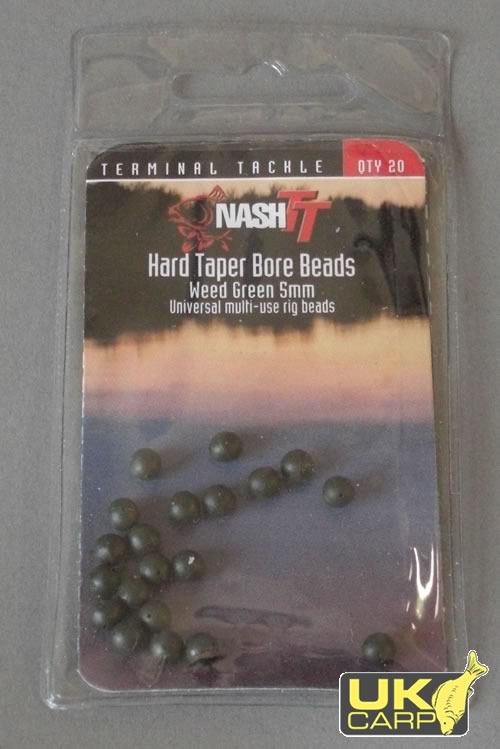 TERMINAL TACKLE QTY 20
NASH TT
Hard Taper Bore Beads
Weed Green 5mm
Universal multi-use rig beads
UK
CARP